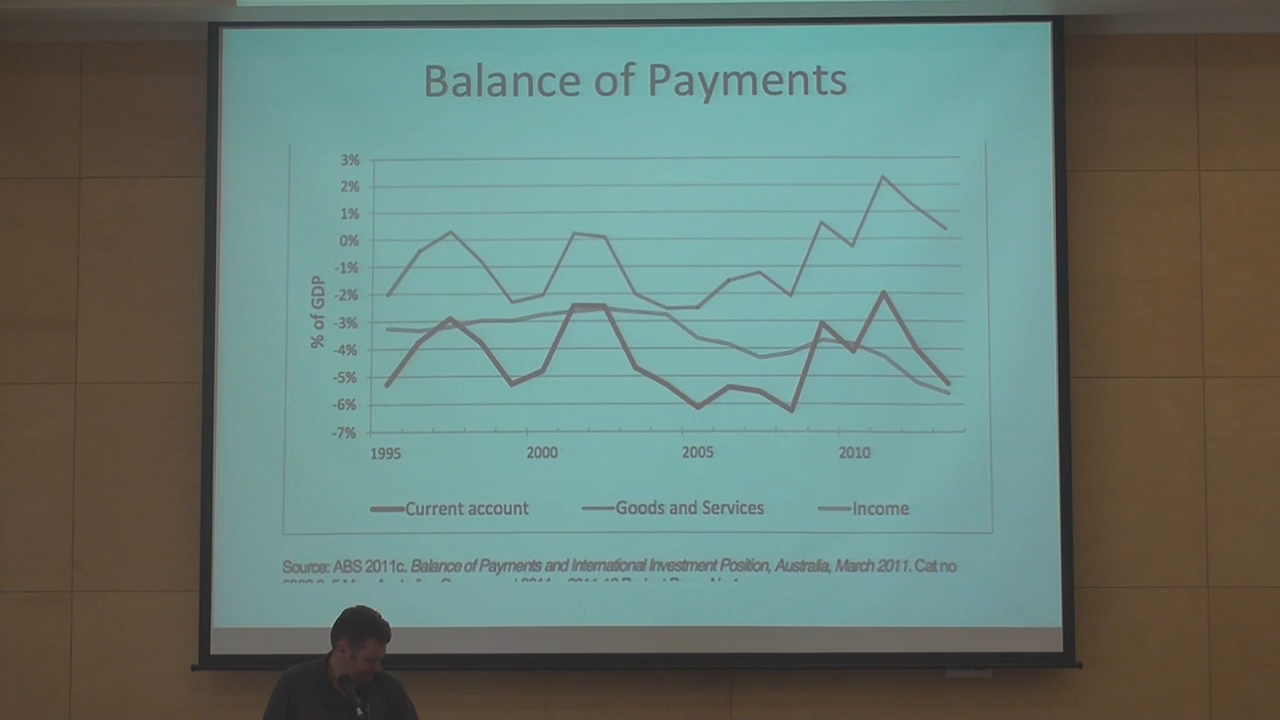 Balance of Payments
3%
2%
1%
0%
-1%
-2%
-3%
-4%
-5%
-6%
-7%
% of GDP
1995 2000 2005 2010
Current account Goods and Services Income
Source: ABS 2011c. Balance of Payments and International Investment Position, Australia, March 2011. Cat no